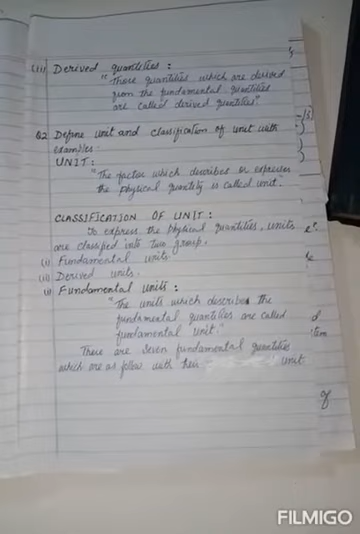 (ii) Derived quantities :
"Those quantities which are derived
from the fundamental quantities
are called derived quantities".
Q2 Define unit and classification of unit with
examples.
UNIT :
"The factor which describes or expresses
the physical quantity is called unit.
CLASSIFICATION OF UNIT :
To express the physical quantities, units
are classified into two group.
(i) Fundamental units.
(ii) Derived units.
(i) Fundamental units :
"The units which describe the
fundamental quantities are called
fundamental unit."
There are seven fundamental quantities
which are as follow with their unit
FILMIGO